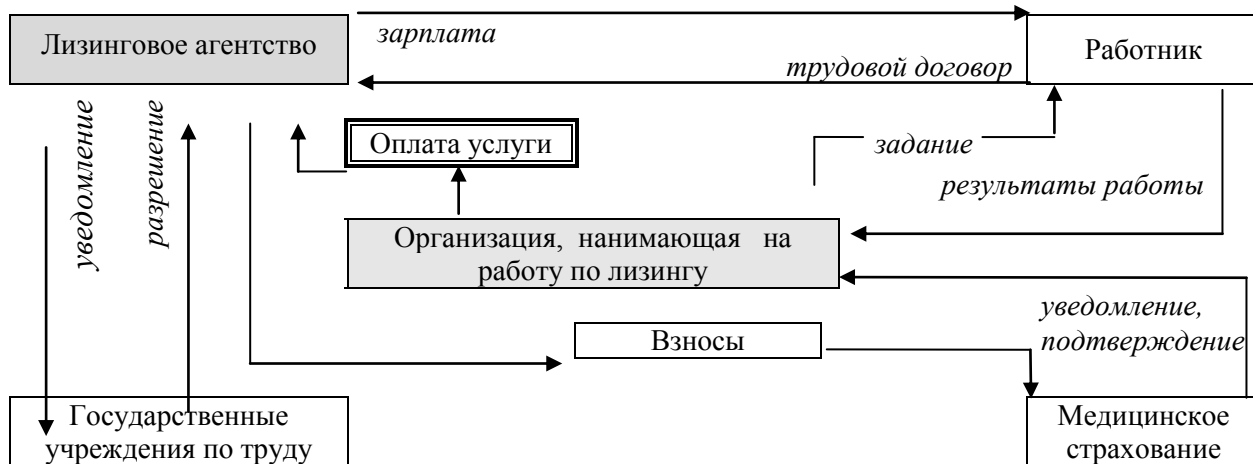 Лизинговое агентство
зарплата
Работник
трудовой договор
уведомление
разрешение
Оплата услуги
задание
результаты работы
Организация, нанимающая на
работу по лизингу
уведомление,
подтверждение
Взносы
Государственные
учреждения по труду
Медицинское
страхование